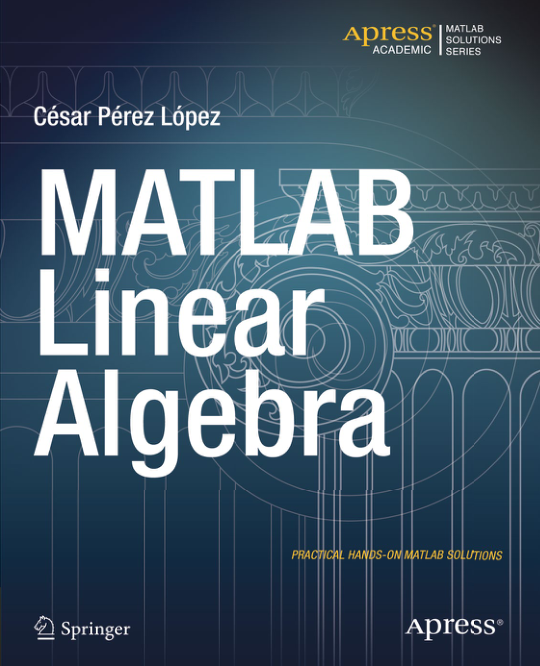 Apress®
ACADEMIC
MATLAB
SOLUTIONS
SERIES
César Pérez López
MATLAB
Linear
Algebra
PRACTICAL HANDS-ON MATLAB SOLUTIONS
Springer
Apress®